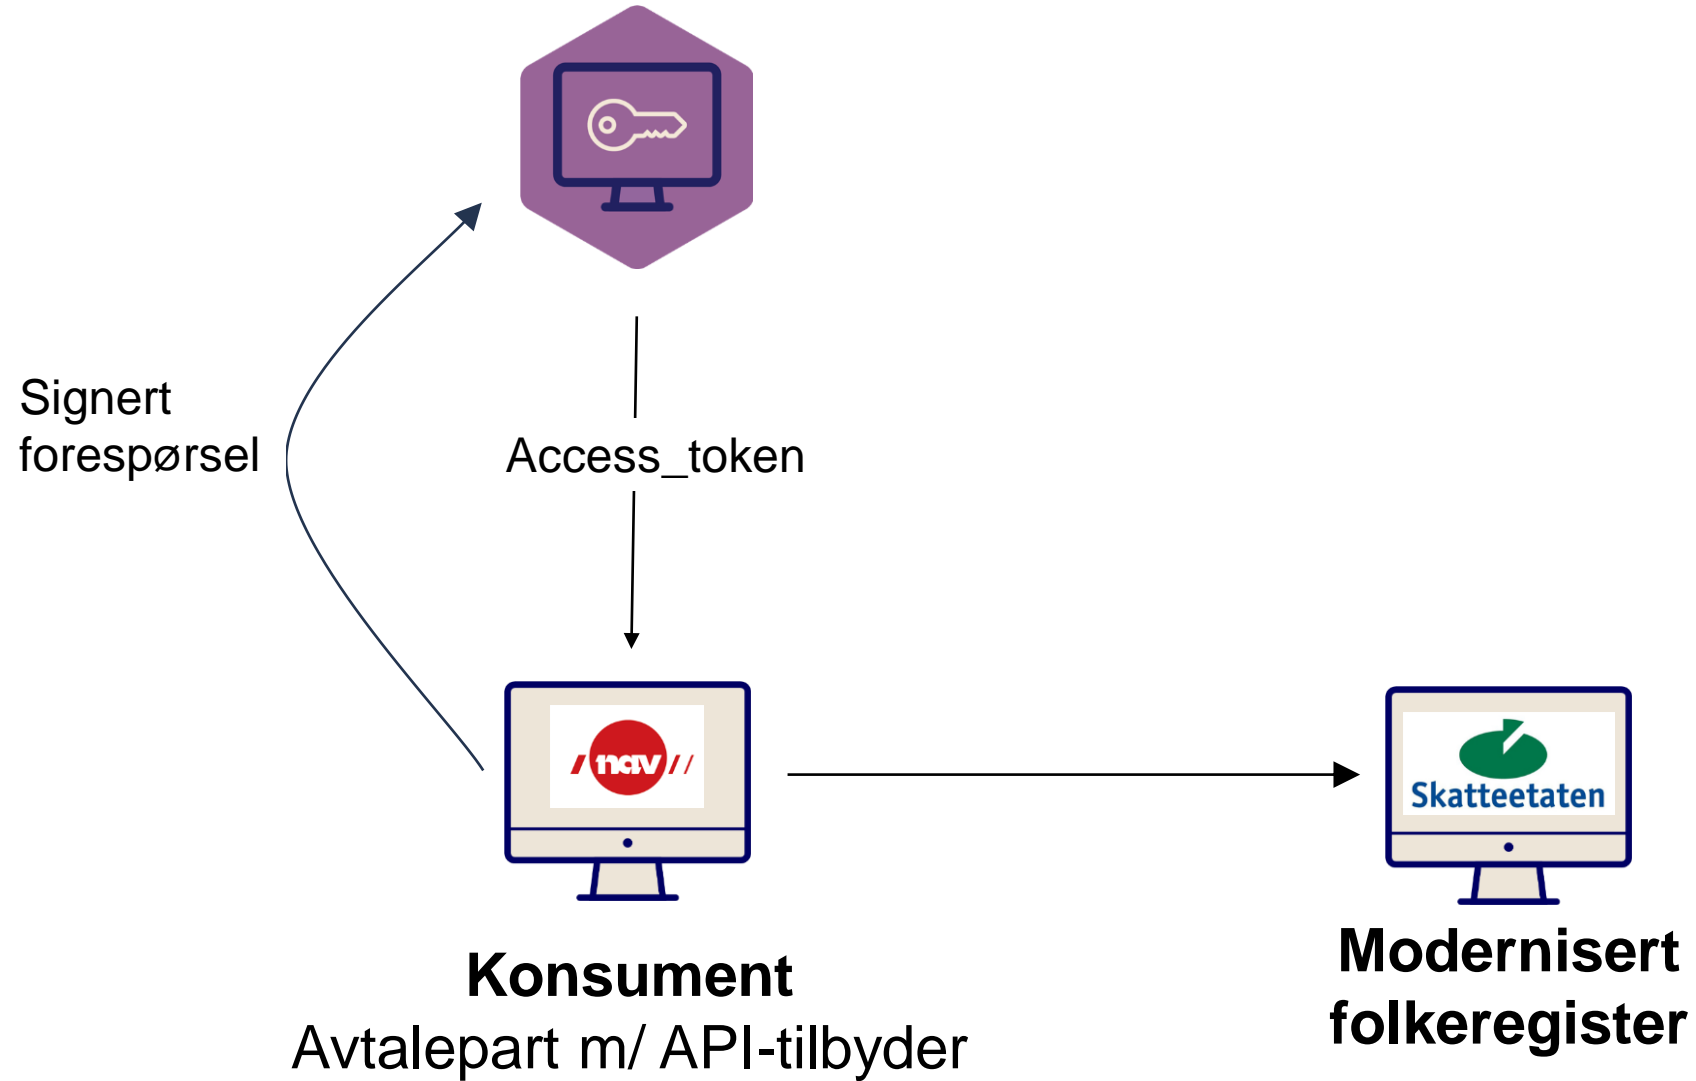 Signert
forespørsel
Access_token
nav
Skatteetaten
Konsument
Avtalepart m/ API-tilbyder
Modernisert
folkeregister